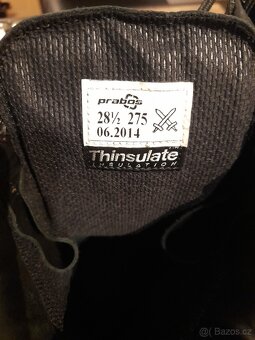 prabos
28½ 275
06.2014
Thinsulate
INSULATION
© Bazos.cz